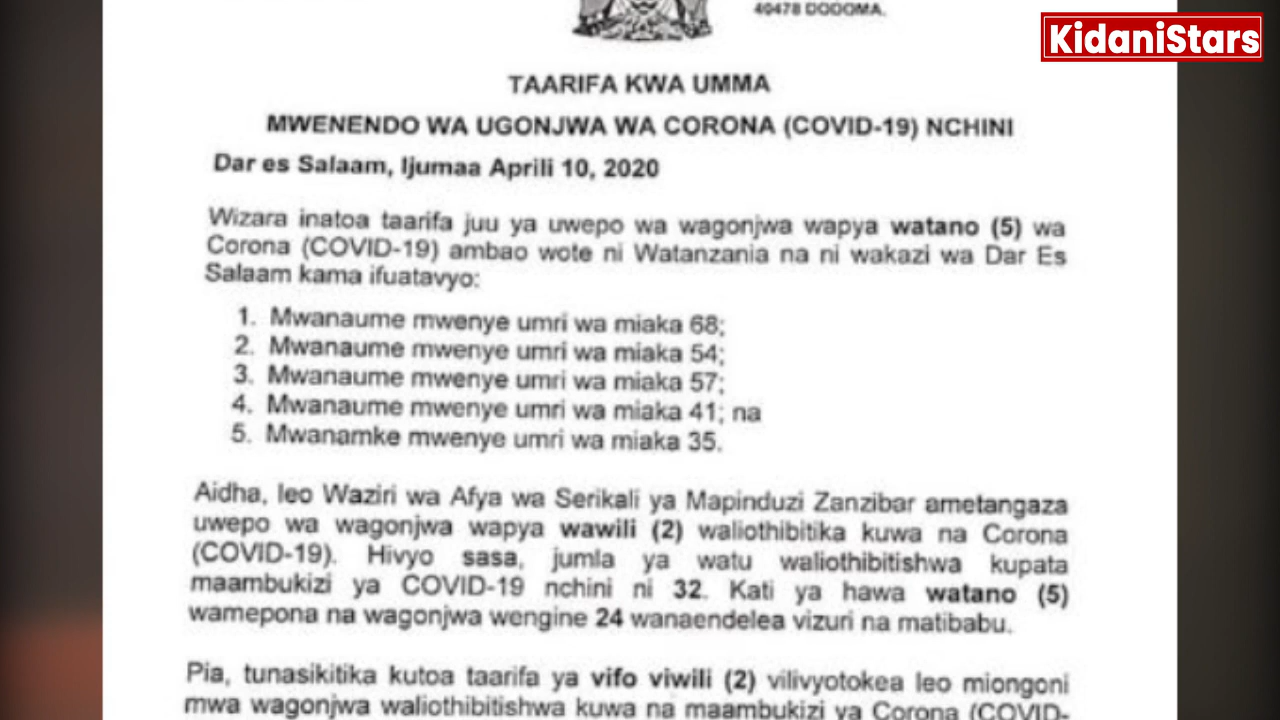 40478 DODOMA.
KidaniStars
TAARIFA KWA UMMA
MWENENDO WA UGONJWA WA CORONA (COVID-19) NCHINI
Dar es Salaam, Ijumaa Aprili 10, 2020
Wizara inatoa taarifa juu ya uwepo wa wagonjwa wapya watano (5) wa
Corona (COVID-19) ambao wote ni Watanzania na ni wakazi wa Dar Es
Salaam kama ifuatavyo:
1. Mwanaume mwenye umri wa miaka 68;
2. Mwanaume mwenye umri wa miaka 54;
3. Mwanaume mwenye umri wa miaka 57;
4. Mwanaume mwenye umri wa miaka 41; na
5. Mwanamke mwenye umri wa miaka 35.
Aidha, leo Waziri wa Afya wa Serikali ya Mapinduzi Zanzibar ametangaza
uwepo wa wagonjwa wapya wawili (2) waliothibitika kuwa na Corona
(COVID-19). Hivyo sasa, jumla ya watu waliothibitishwa kupata
maambukizi ya COVID-19 nchini ni 32. Kati ya hawa watano (5)
wamepona na wagonjwa wengine 24 wanaendelea vizuri na matibabu.
Pia, tunasikitika kutoa taarifa ya vifo viwili (2) vilivyotokea leo miongoni
mwa wagonjwa waliothibitishwa kuwa na maambukizi ya Corona (COVID-